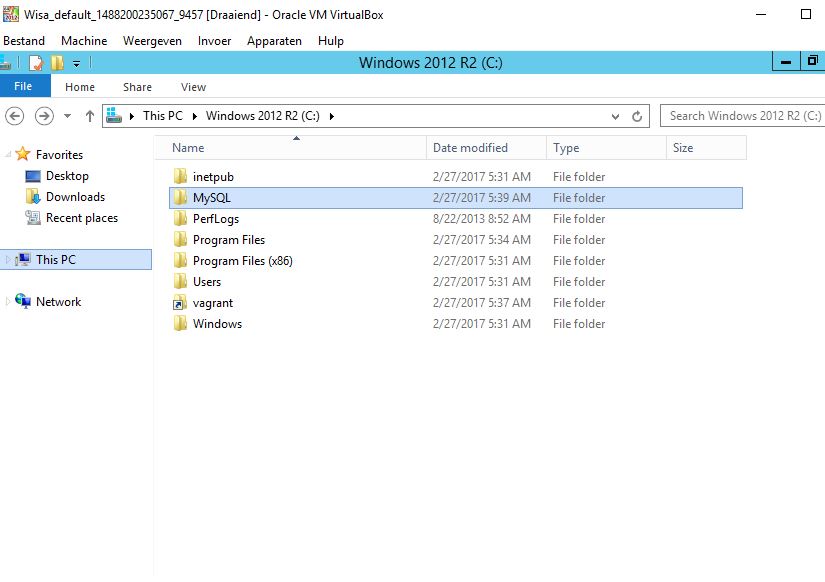 Wisa_default_1488200235067_9457 [Draaiend] - Oracle VM VirtualBox
Bestand Machine Weergeven Invoer Apparaten Hulp
Windows 2012 R2 (C:)
File Home Share View
This PC Windows 2012 R2 (C:) Search Windows 2012 R2 (C:)
Name Date modified Type Size
Favorites
Desktop
Downloads
Recent places
This PC
Network
inetpub 2/27/2017 5:31 AM File folder
MySQL 2/27/2017 5:39 AM File folder
PerfLogs 8/22/2013 8:52 AM File folder
Program Files 2/27/2017 5:34 AM File folder
Program Files (x86) 2/27/2017 5:31 AM File folder
Users 2/27/2017 5:31 AM File folder
vagrant 2/27/2017 5:37 AM File folder
Windows 2/27/2017 5:31 AM File folder